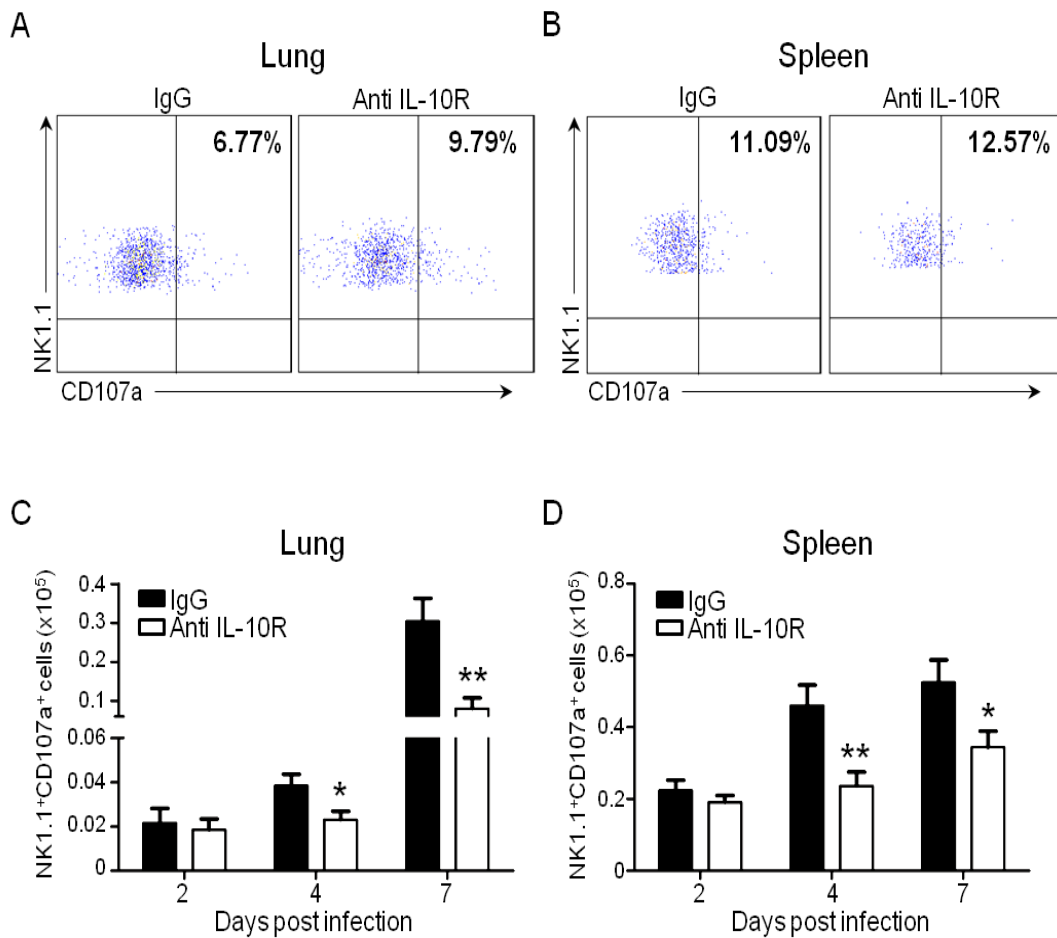 A
Lung
IgG
Anti IL-10R
6.77%
9.79%
NK1.1
CD107a
B
Spleen
IgG
Anti IL-10R
11.09%
12.57%
NK1.1
CD107a
C
Lung
NK1.1⁺CD107a⁺ cells (x10⁵)
0.4
0.3
0.2
0.1
0.06
0.04
0.02
0
IgG
Anti IL-10R
*
**
2 4 7
Days post infection
D
Spleen
NK1.1⁺CD107a⁺ cells (x10⁵)
0.8
0.6
0.4
0.2
0
IgG
Anti IL-10R
**
*
2 4 7
Days post infection